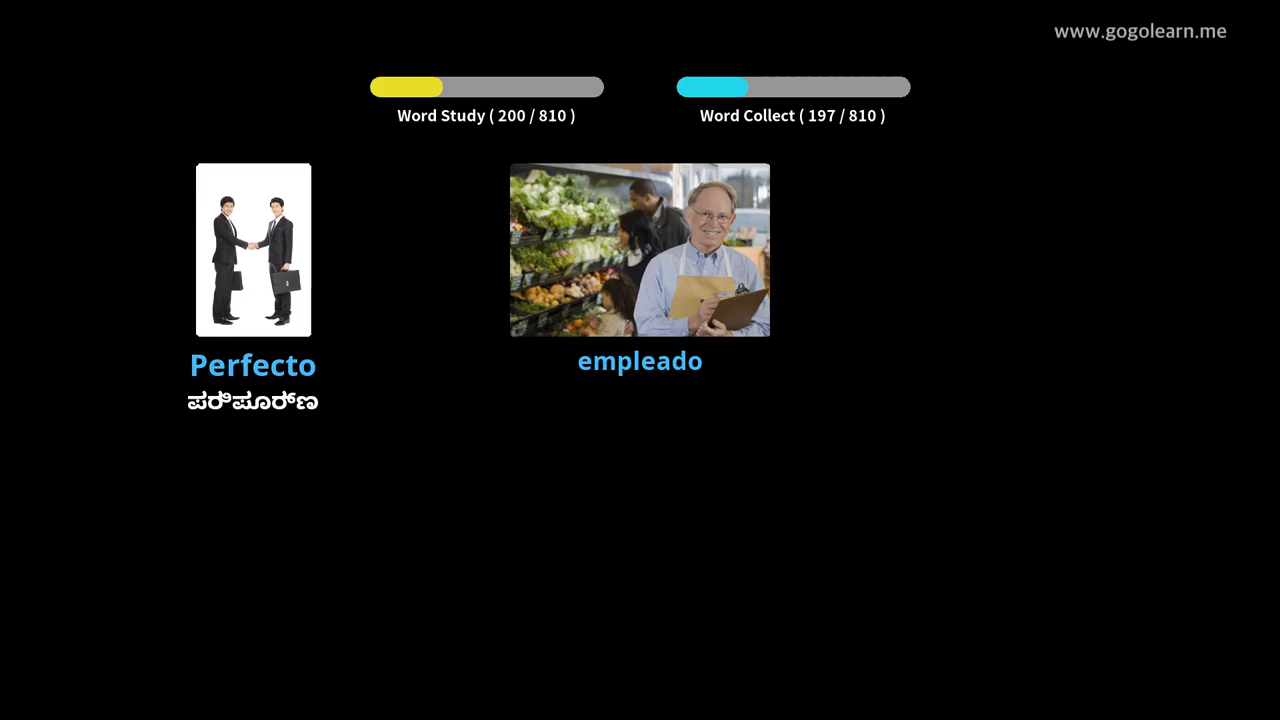 www.gogolearn.me
Word Study ( 200 / 810 )
Word Collect ( 197 / 810 )
Perfecto
ಪರಿಪೂರ್ಣ
empleado